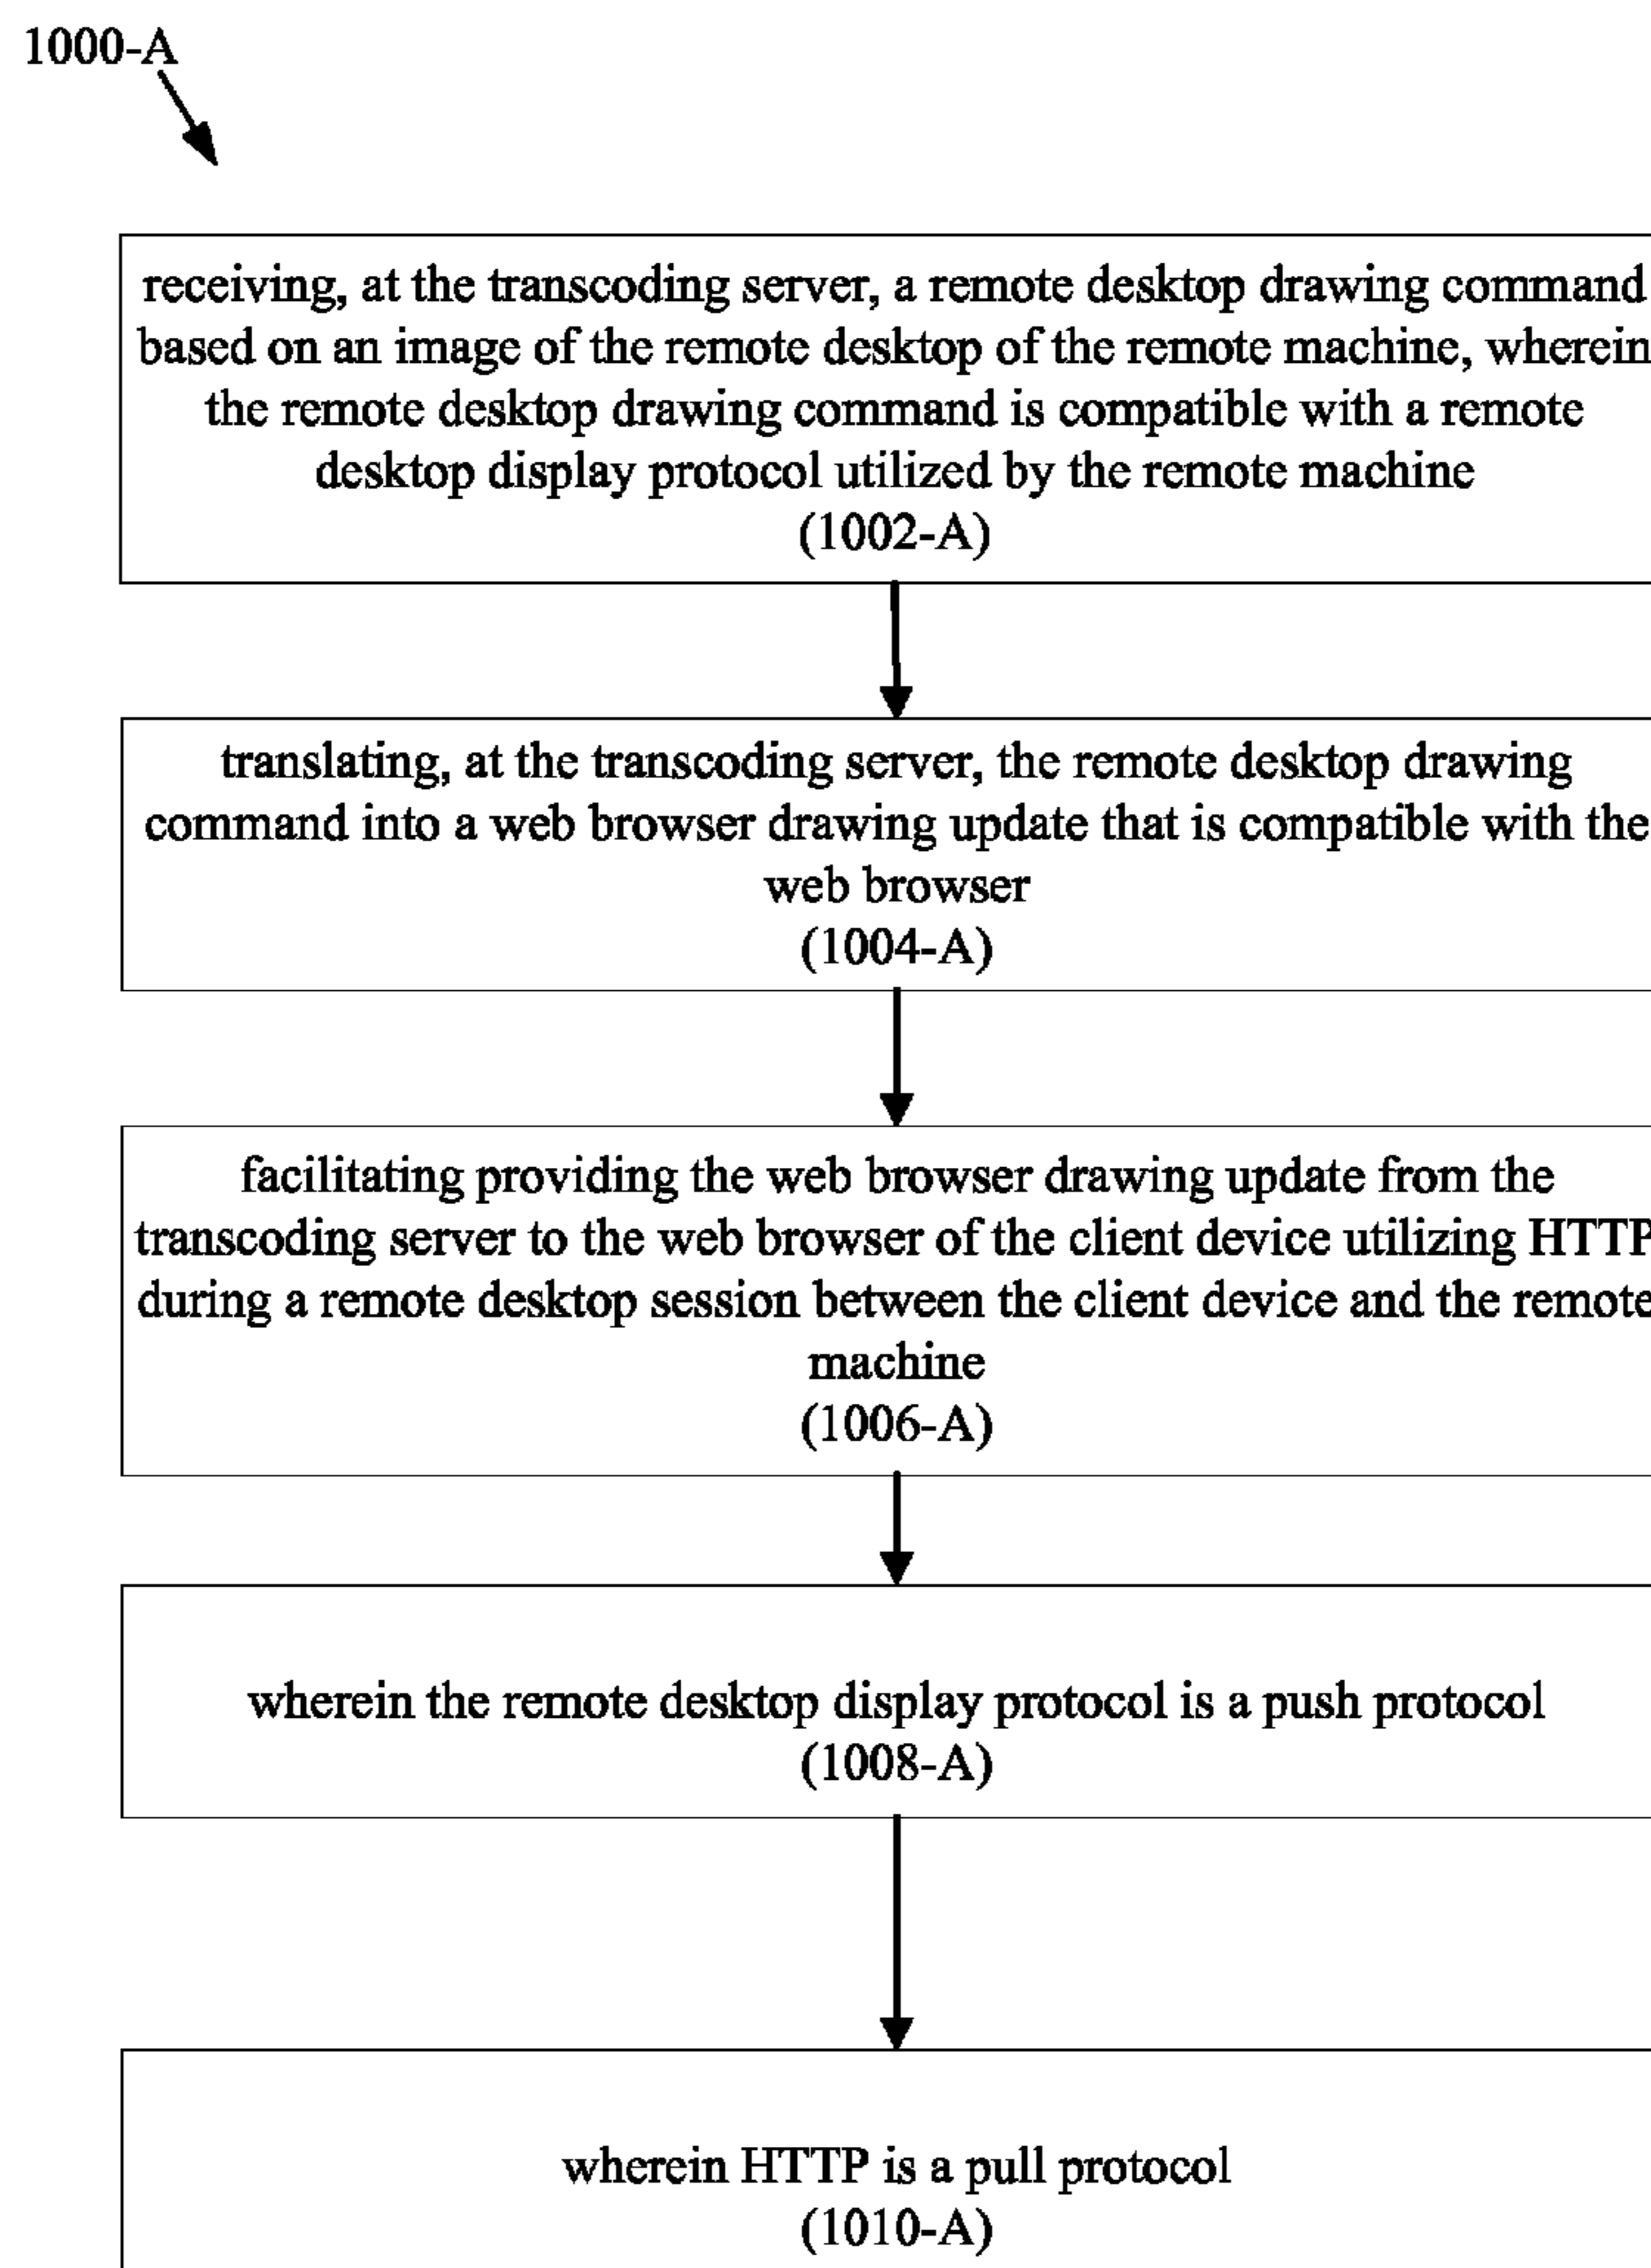 1000-A
receiving, at the transcoding server, a remote desktop drawing command
based on an image of the remote desktop of the remote machine, wherein
the remote desktop drawing command is compatible with a remote
desktop display protocol utilized by the remote machine
(1002-A)
translating, at the transcoding server, the remote desktop drawing
command into a web browser drawing update that is compatible with the
web browser
(1004-A)
facilitating providing the web browser drawing update from the
transcoding server to the web browser of the client device utilizing HTTP
during a remote desktop session between the client device and the remote
machine
(1006-A)
wherein the remote desktop display protocol is a push protocol
(1008-A)
wherein HTTP is a pull protocol
(1010-A)